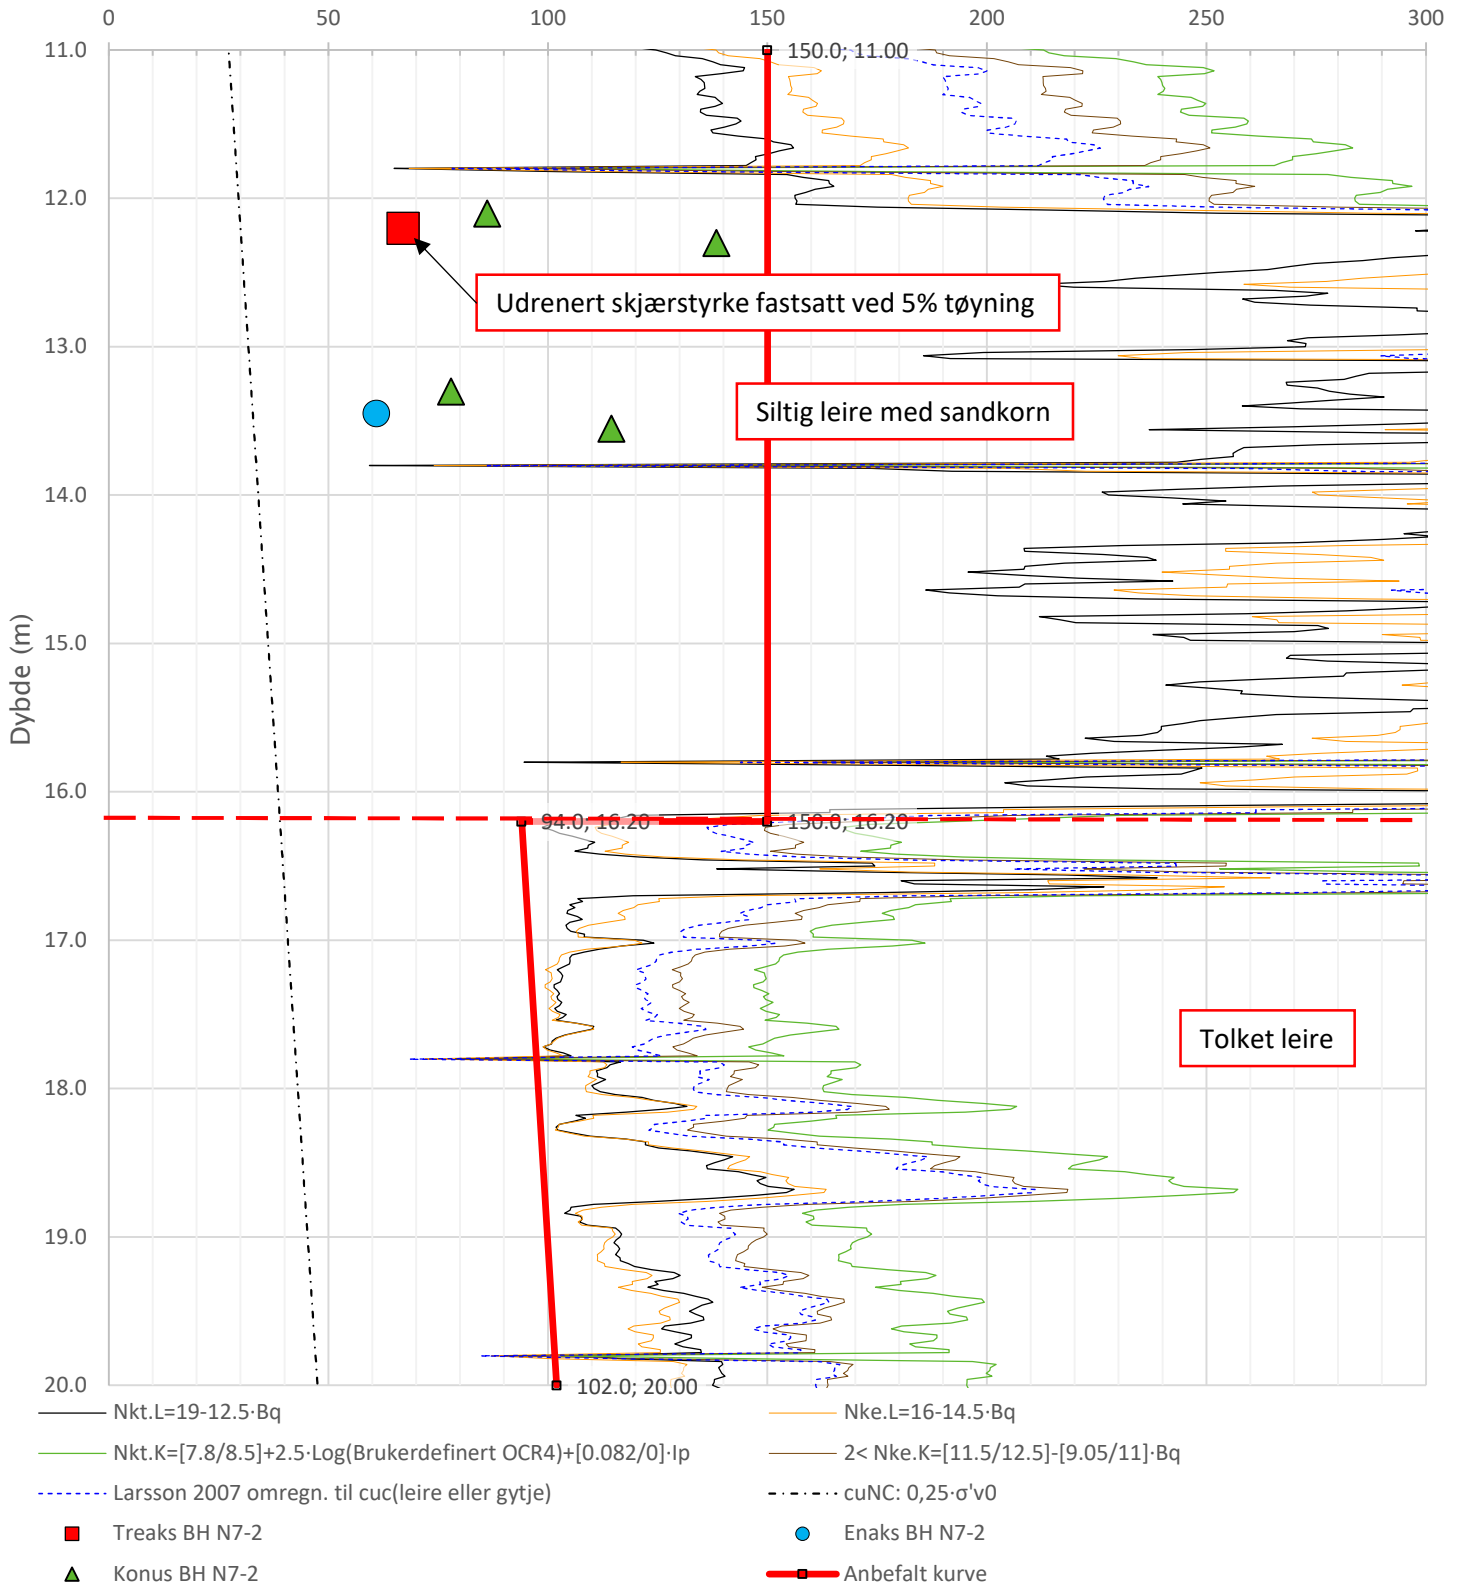 0 50 100 150 200 250 300
11.0
150.0; 11.00
12.0
Udrenert skjærstyrke fastsatt ved 5% tøyning
13.0
Siltig leire med sandkorn
14.0
15.0
Dybde (m)
16.0
94.0; 16.20
150.0; 16.20
17.0
Tolket leire
18.0
19.0
20.0
102.0; 20.00
Nkt.L=19-12.5·Bq
Nke.L=16-14.5·Bq
Nkt.K=[7.8/8.5]+2.5·Log(Brukerdefinert OCR4)+[0.082/0]·Ip
2< Nke.K=[11.5/12.5]-[9.05/11]·Bq
Larsson 2007 omregn. til cuc(leire eller gytje)
cuNC: 0,25·σ'v0
Treaks BH N7-2
Enaks BH N7-2
Konus BH N7-2
Anbefalt kurve